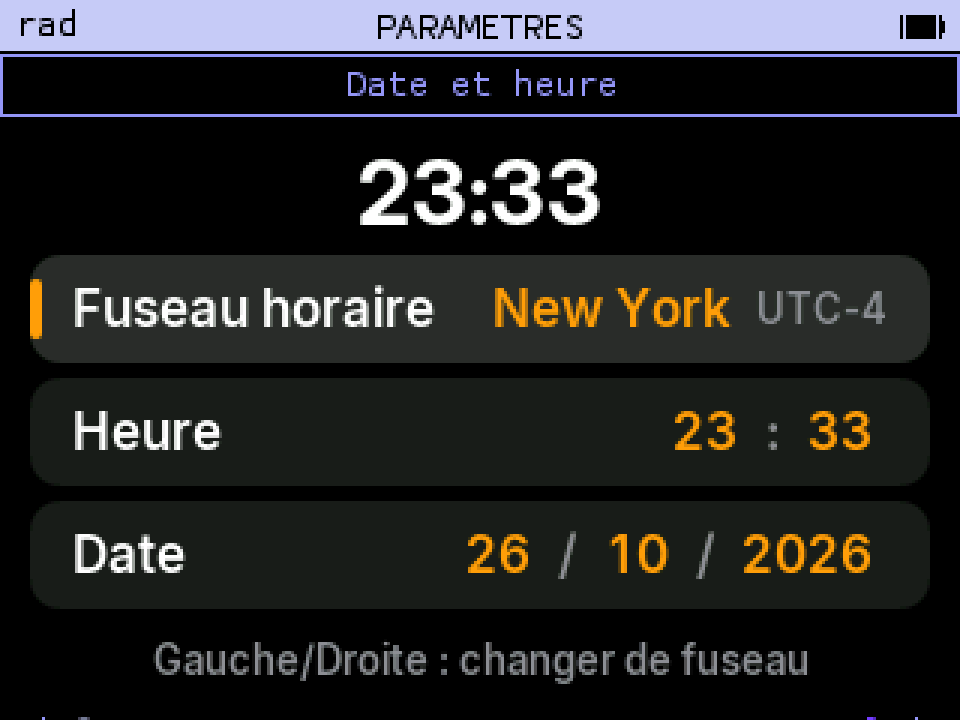 rad PARAMETRES
Date et heure
23:33
Fuseau horaire New York UTC-4
Heure 23 : 33
Date 26 / 10 / 2026
Gauche/Droite : changer de fuseau